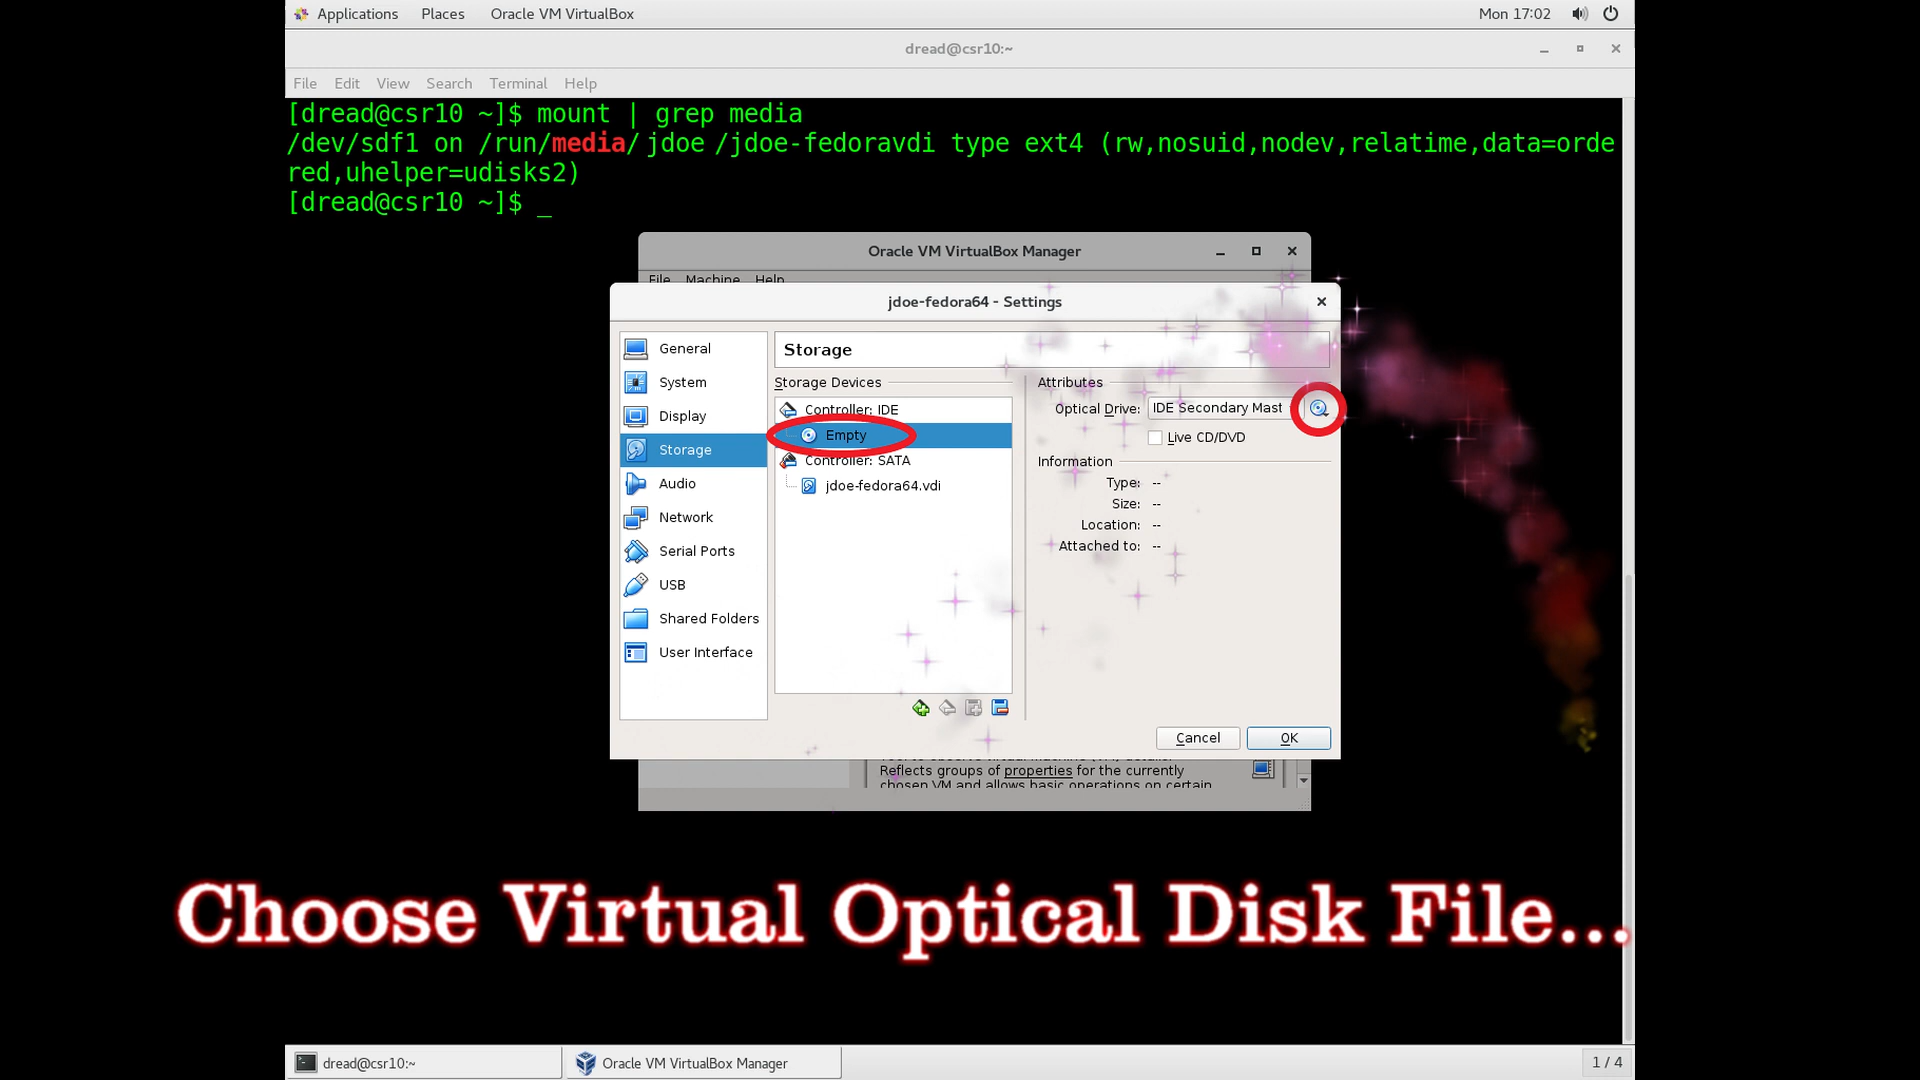 Applications Places Oracle VM VirtualBox Mon 17:02
dread@csr10:~
File Edit View Search Terminal Help
[dread@csr10 ~]$ mount | grep media
/dev/sdf1 on /run/media/jdoe/jdoe-fedoravdi type ext4 (rw,nosuid,nodev,relatime,data=orde
red,uhelper=udisks2)
[dread@csr10 ~]$ _
Oracle VM VirtualBox Manager
File Machine Help
jdoe-fedora64 - Settings
General
System
Display
Storage
Audio
Network
Serial Ports
USB
Shared Folders
User Interface
Storage
Storage Devices
Controller: IDE
Empty
Controller: SATA
jdoe-fedora64.vdi
Attributes
Optical Drive: IDE Secondary Mast
Live CD/DVD
Information
Type: --
Size: --
Location: --
Attached to: --
Cancel OK
Reflects groups of properties for the currently
chosen VM and allows basic operations on certain
Choose Virtual Optical Disk File...
dread@csr10:~ Oracle VM VirtualBox Manager 1 / 4